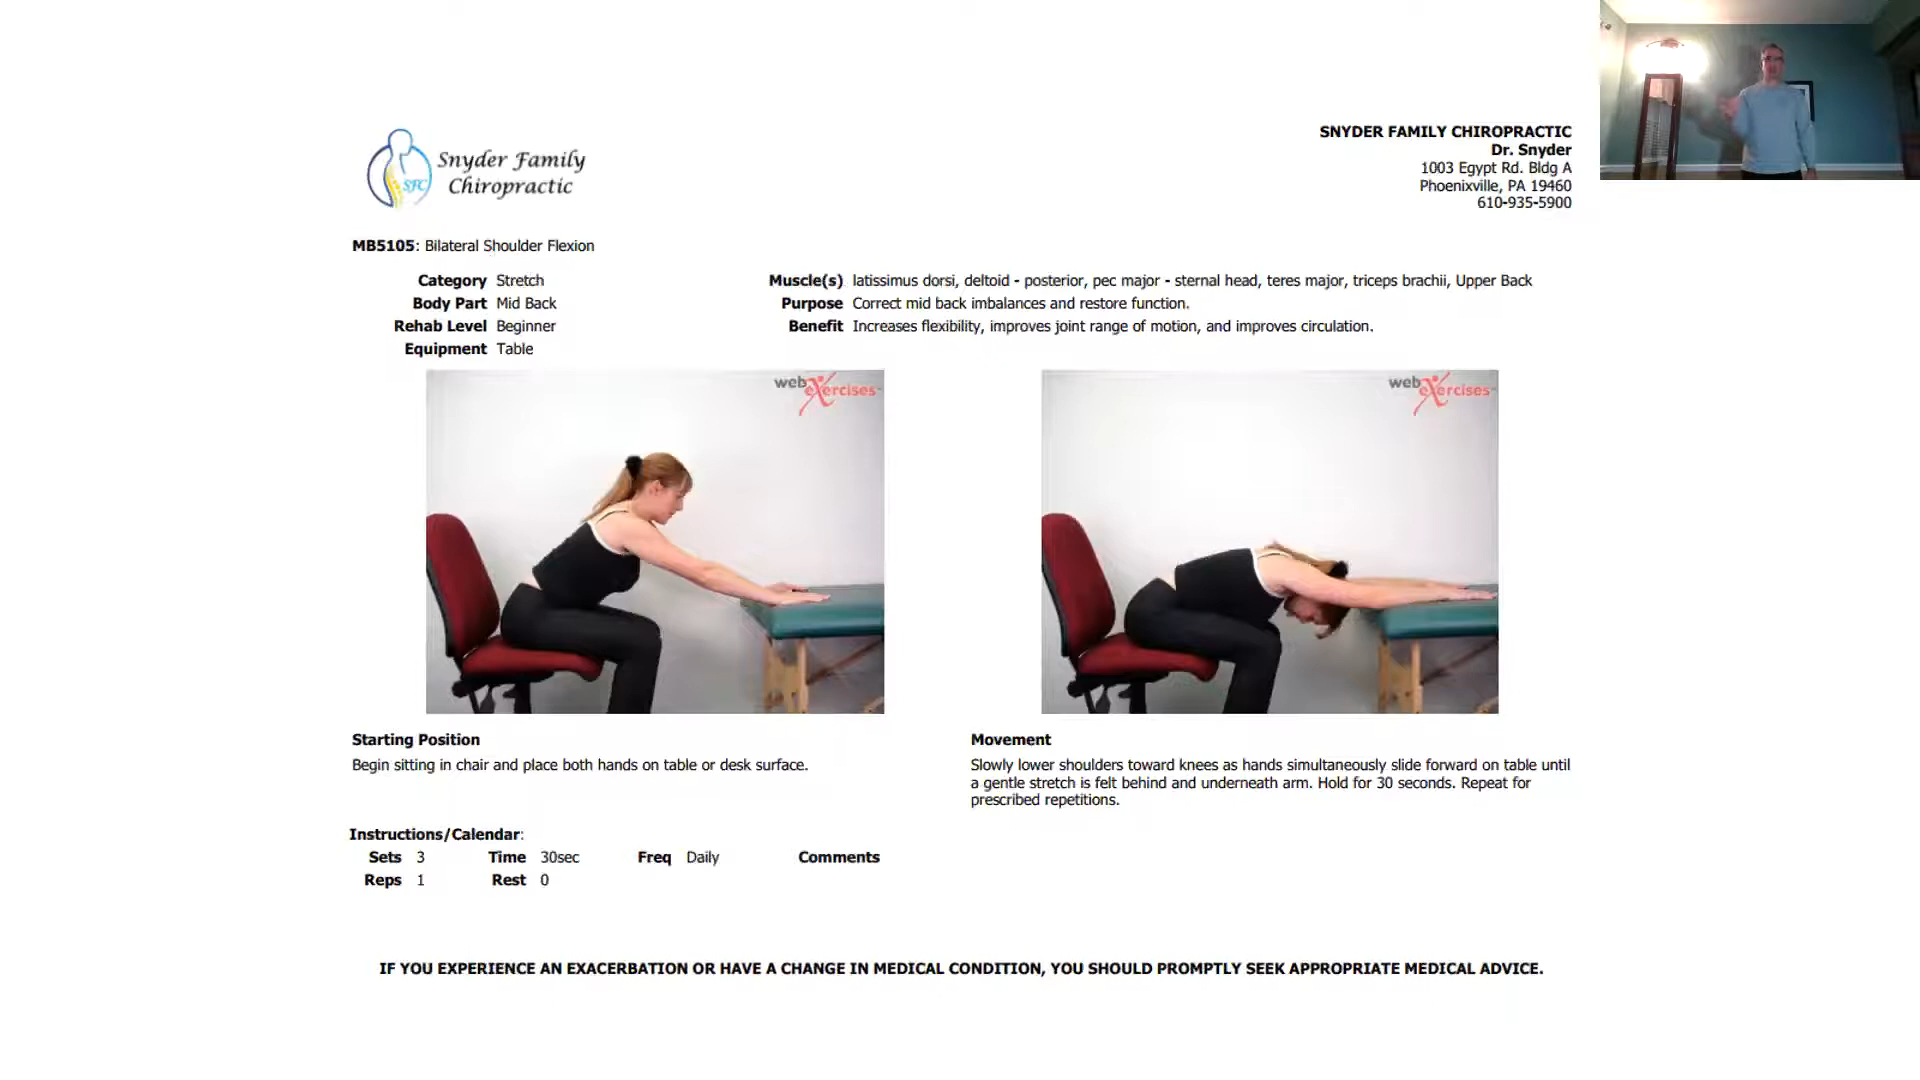 Snyder Family
Chiropractic
SFC
SNYDER FAMILY CHIROPRACTIC
Dr. Snyder
1003 Egypt Rd. Bldg A
Phoenixville, PA 19460
610-935-5900
MB5105: Bilateral Shoulder Flexion
Category Stretch
Body Part Mid Back
Rehab Level Beginner
Equipment Table
Muscle(s) latissimus dorsi, deltoid - posterior, pec major - sternal head, teres major, triceps brachii, Upper Back
Purpose Correct mid back imbalances and restore function.
Benefit Increases flexibility, improves joint range of motion, and improves circulation.
web exercises
web exercises
Starting Position
Begin sitting in chair and place both hands on table or desk surface.
Movement
Slowly lower shoulders toward knees as hands simultaneously slide forward on table until
a gentle stretch is felt behind and underneath arm. Hold for 30 seconds. Repeat for
prescribed repetitions.
Instructions/Calendar:
Sets 3 Time 30sec Freq Daily Comments
Reps 1 Rest 0
IF YOU EXPERIENCE AN EXACERBATION OR HAVE A CHANGE IN MEDICAL CONDITION, YOU SHOULD PROMPTLY SEEK APPROPRIATE MEDICAL ADVICE.